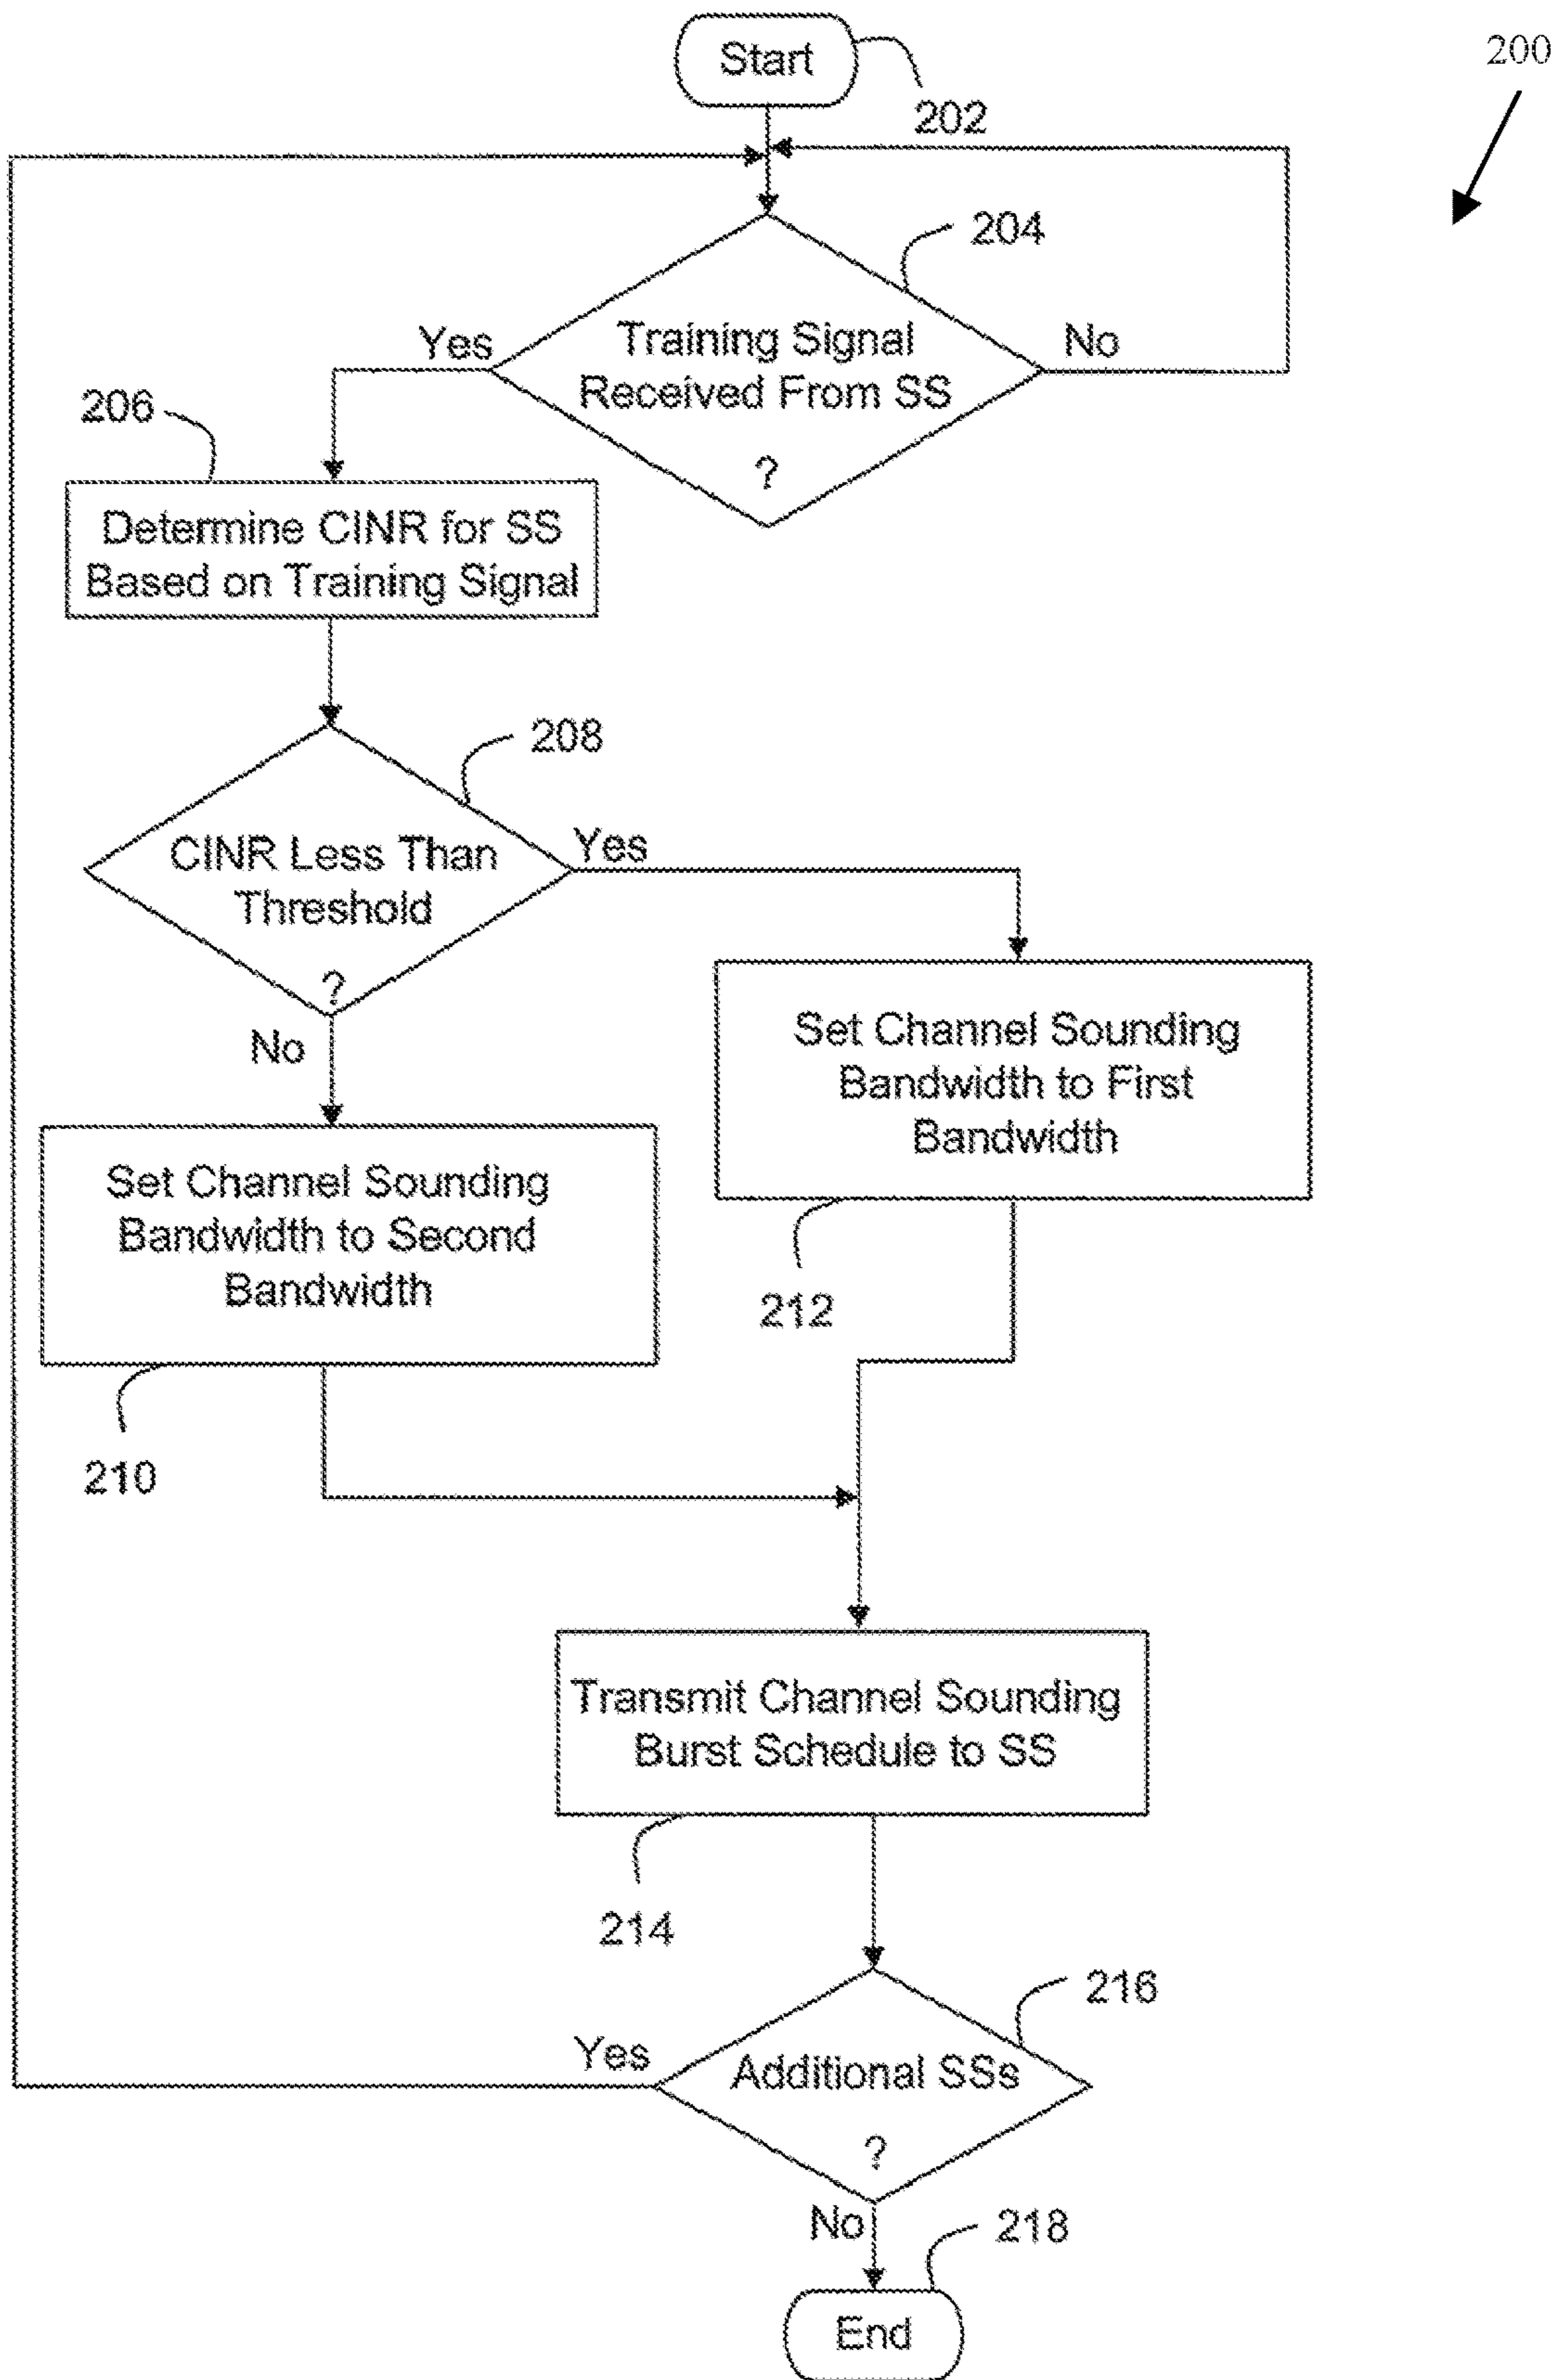 Start
200
202
204
Yes
Training Signal
Received From SS
?
No
206
Determine CINR for SS
Based on Training Signal
208
CINR Less Than
Threshold
?
Yes
No
Set Channel Sounding
Bandwidth to First
Bandwidth
212
Set Channel Sounding
Bandwidth to Second
Bandwidth
210
Transmit Channel Sounding
Burst Schedule to SS
214
216
Yes
Additional SSs
?
No
218
End